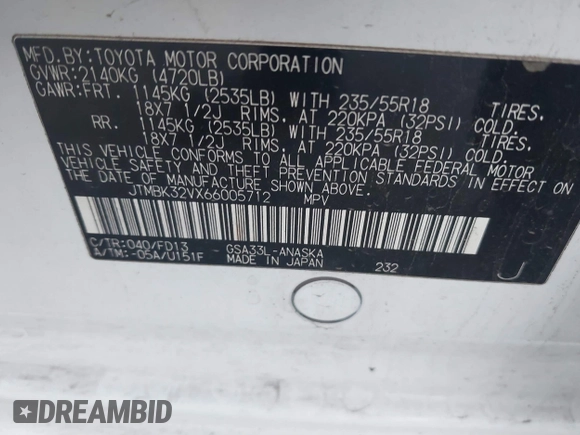 MFD.BY:TOYOTA MOTOR CORPORATION
GVWR:2140KG (4720LB)
GAWR:FRT. 1145KG (2535LB) WITH 235/55R18 TIRES,
18X7 1/2J RIMS, AT 220KPA (32PSI) COLD.
RR. 1145KG (2535LB) WITH 235/55R18 TIRES,
18X7 1/2J RIMS, AT 220KPA (32PSI) COLD.
THIS VEHICLE CONFORMS TO ALL APPLICABLE FEDERAL MOTOR
VEHICLE SAFETY AND THEFT PREVENTION STANDARDS IN EFFECT ON
THE DATE OF MANUFACTURE SHOWN ABOVE.
JTMBK32VX66005712 MPV
C/TR:040/FD13 GSA33L-ANASKA
A/TM:-05A/U151F MADE IN JAPAN 232
J
DREAMBID